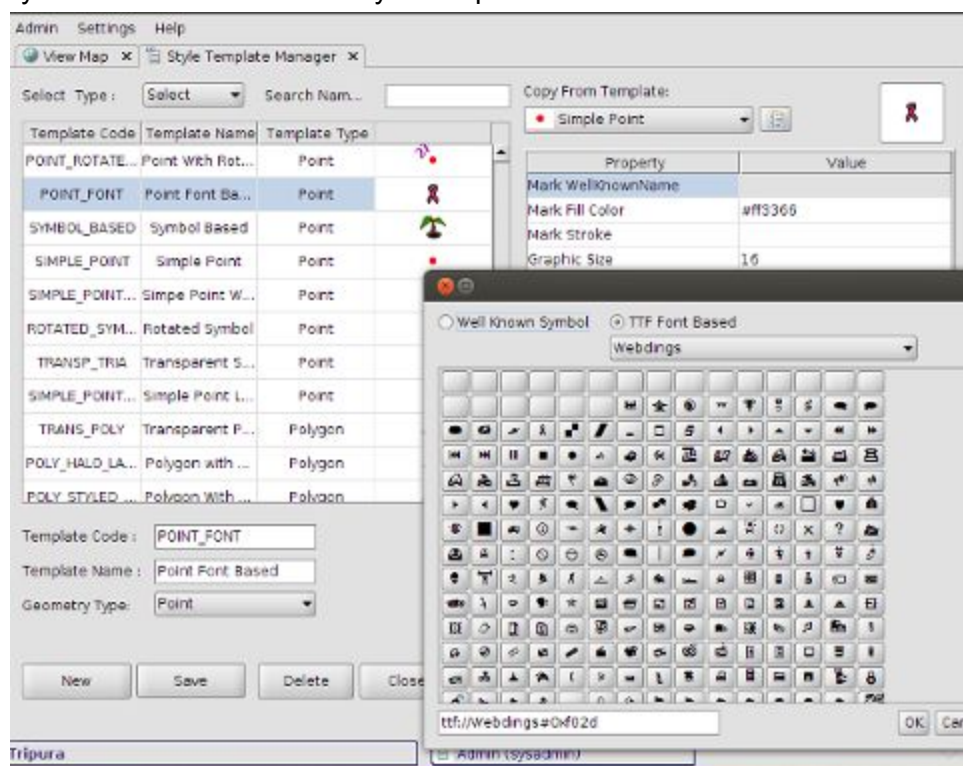 Admin Settings Help
View Map Style Template Manager
Select Type : Select Search Nam... Copy From Template:
Simple Point
Template Code Template Name Template Type
Property Value
POINT_ROTATE... Point With Rot... Point
Mark WellKnownName
POINT_FONT Point Font Ba... Point
Mark Fill Color #ff3366
SYMBOL_BASED Symbol Based Point
Mark Stroke
SIMPLE_POINT Simple Point Point
Graphic Size 16
SIMPLE_POINT... Simpe Point W... Point
Well Known Symbol TTF Font Based
ROTATED_SYM... Rotated Symbol Point
Webdings
TRANSP_TRIA Transparent S... Point
SIMPLE_POINT... Simple Point L... Point
TRANS_POLY Transparent P... Polygon
POLY_HALO_LA... Polygon with ... Polygon
POLY_STYLED ... Polygon With ... Polygon
Template Code : POINT_FONT
Template Name : Point Font Based
Geometry Type: Point
New Save Delete Close
ttf://Webdings#0xf02d
OK Can
Tripura Admin (sysadmin)